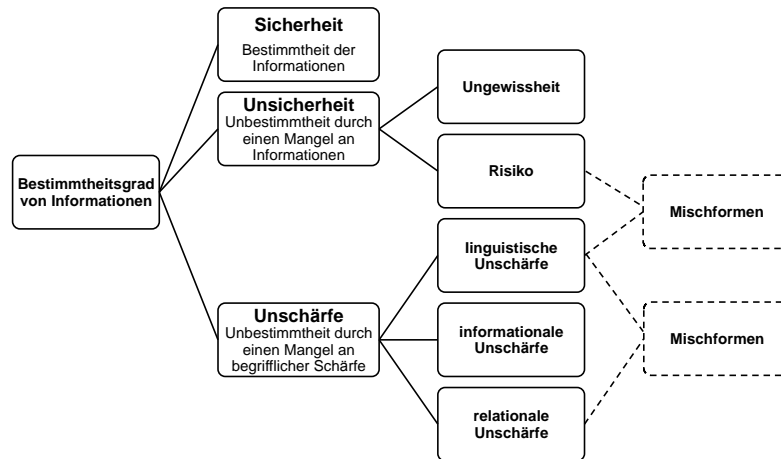 Sicherheit
Bestimmtheit der
Informationen
Unsicherheit
Unbestimmtheit durch
einen Mangel an
Informationen
Ungewissheit
Risiko
Bestimmtheitsgrad
von Informationen
Mischformen
linguistische
Unschärfe
Unschärfe
Unbestimmtheit durch
einen Mangel an
begrifflicher Schärfe
informationale
Unschärfe
Mischformen
relationale
Unschärfe